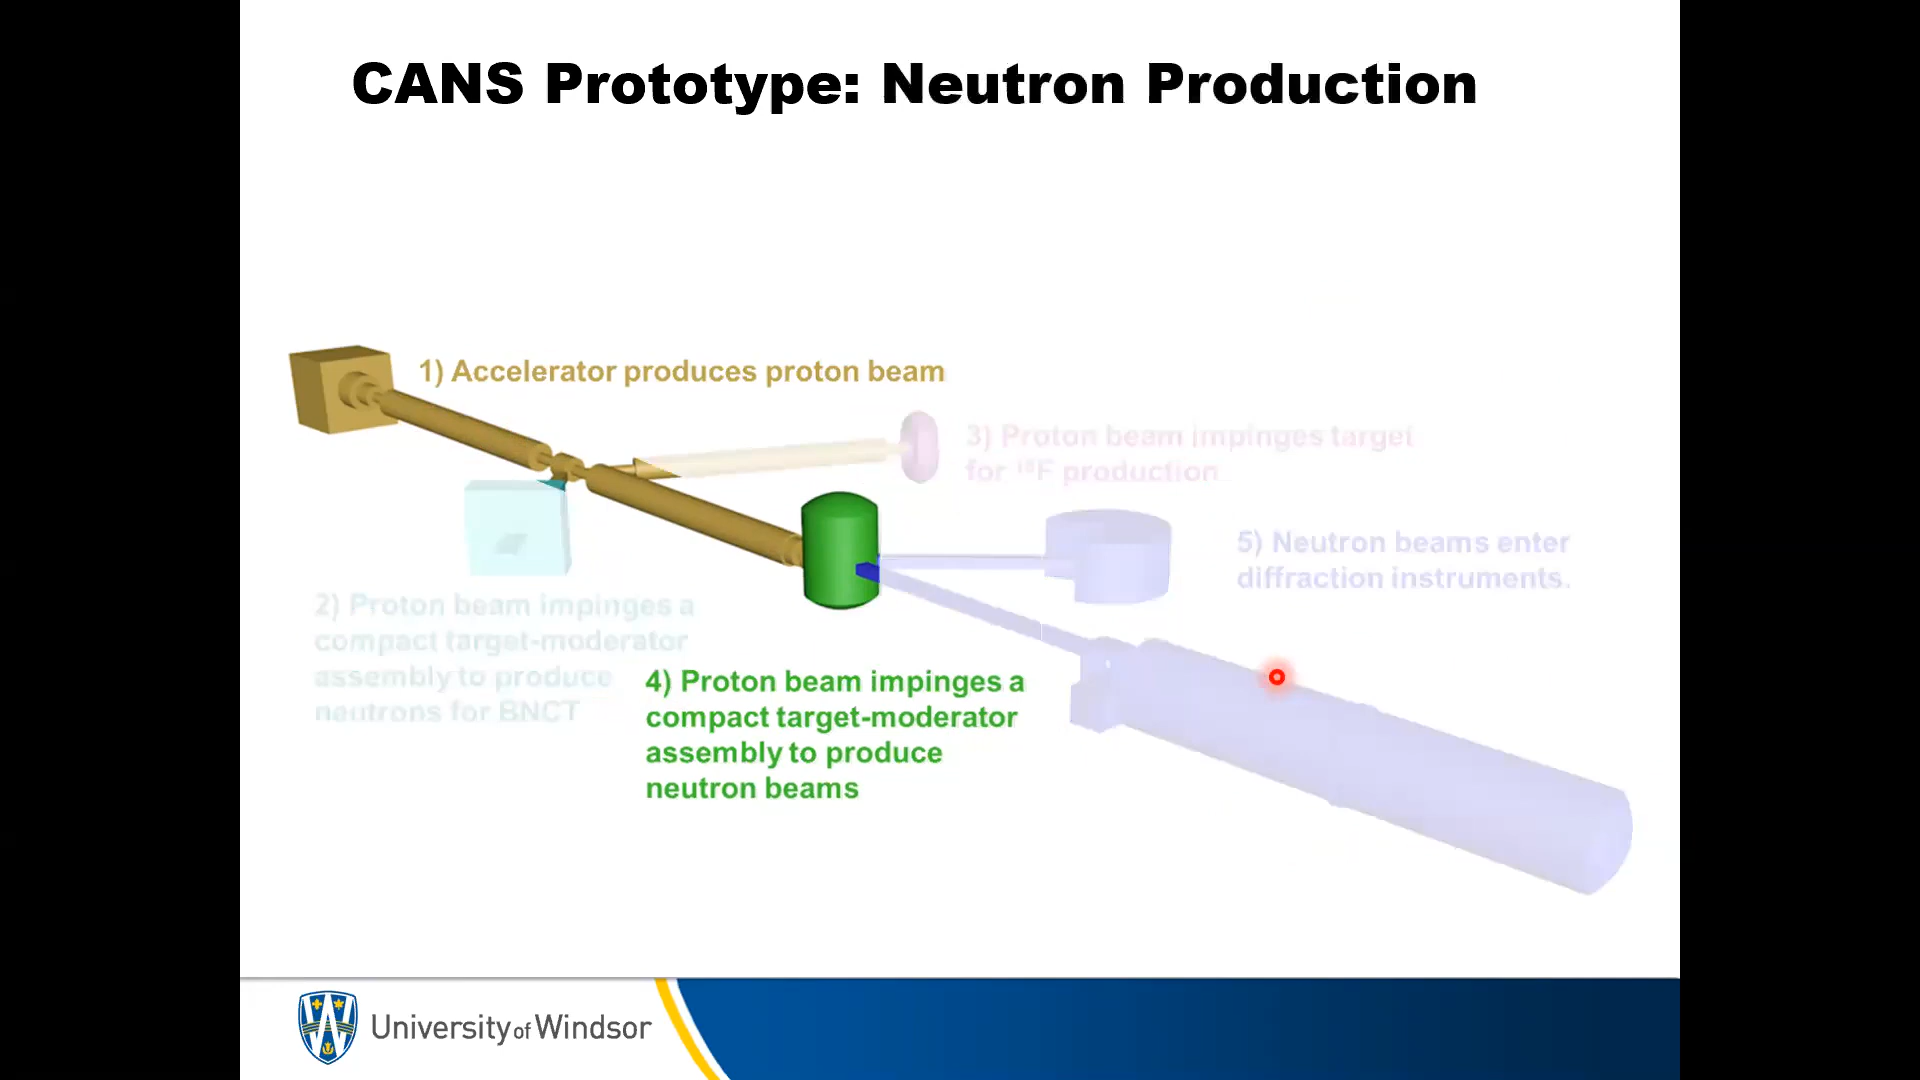 CANS Prototype: Neutron Production
1) Accelerator produces proton beam
3) Proton beam impinges target
for ¹⁸F production
5) Neutron beams enter
diffraction instruments.
2) Proton beam impinges a
compact target-moderator
assembly to produce
neutrons for BNCT
4) Proton beam impinges a
compact target-moderator
assembly to produce
neutron beams
University of Windsor